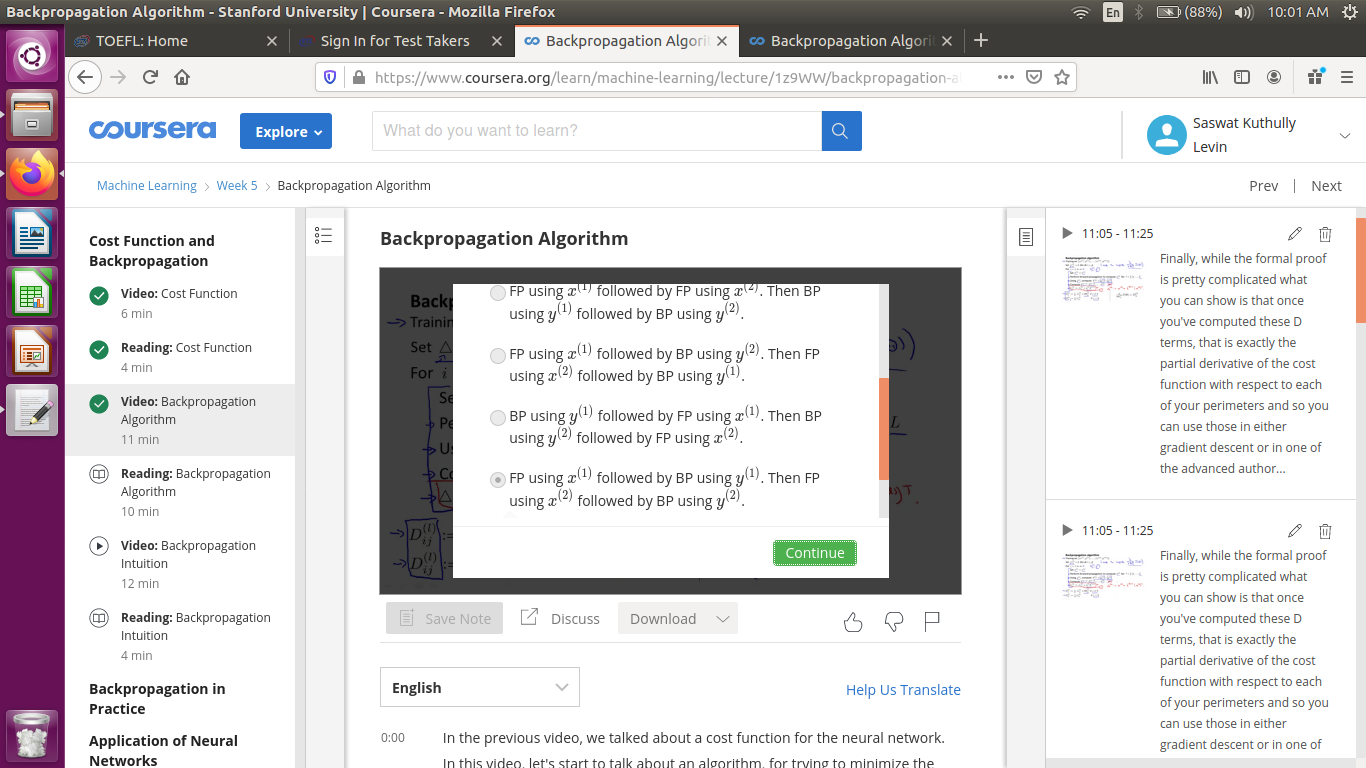 Backpropagation Algorithm - Stanford University | Coursera - Mozilla Firefox
En
(88%)
10:01 AM
TOEFL: Home
Sign In for Test Takers
Backpropagation Algorit
Backpropagation Algorit
https://www.coursera.org/learn/machine-learning/lecture/1z9WW/backpropagation-al
coursera
Explore
What do you want to learn?
Saswat Kuthully
Levin
Machine Learning
Week 5
Backpropagation Algorithm
Prev | Next
Cost Function and
Backpropagation
Video: Cost Function
6 min
Reading: Cost Function
4 min
Video: Backpropagation
Algorithm
11 min
Reading: Backpropagation
Algorithm
10 min
Video: Backpropagation
Intuition
12 min
Reading: Backpropagation
Intuition
4 min
Backpropagation in
Practice
Application of Neural
Networks
Backpropagation Algorithm
Back
Training
Set △
For i
FP using x^(1) followed by FP using x^(2). Then BP
using y^(1) followed by BP using y^(2).
FP using x^(1) followed by BP using y^(2). Then FP
using x^(2) followed by BP using y^(1).
BP using y^(1) followed by FP using x^(1). Then BP
using y^(2) followed by FP using x^(2).
FP using x^(1) followed by BP using y^(1). Then FP
using x^(2) followed by BP using y^(2).
Continue
D_ij^(l) :=
D_ij^(l) :=
Save Note
Discuss
Download
English
Help Us Translate
0:00
In the previous video, we talked about a cost function for the neural network.
In this video, let's start to talk about an algorithm, for trying to minimize the
11:05 - 11:25
Finally, while the formal proof
is pretty complicated what
you can show is that once
you've computed these D
terms, that is exactly the
partial derivative of the cost
function with respect to each
of your perimeters and so you
can use those in either
gradient descent or in one of
the advanced author...
11:05 - 11:25
Finally, while the formal proof
is pretty complicated what
you can show is that once
you've computed these D
terms, that is exactly the
partial derivative of the cost
function with respect to each
of your perimeters and so you
can use those in either
gradient descent or in one of